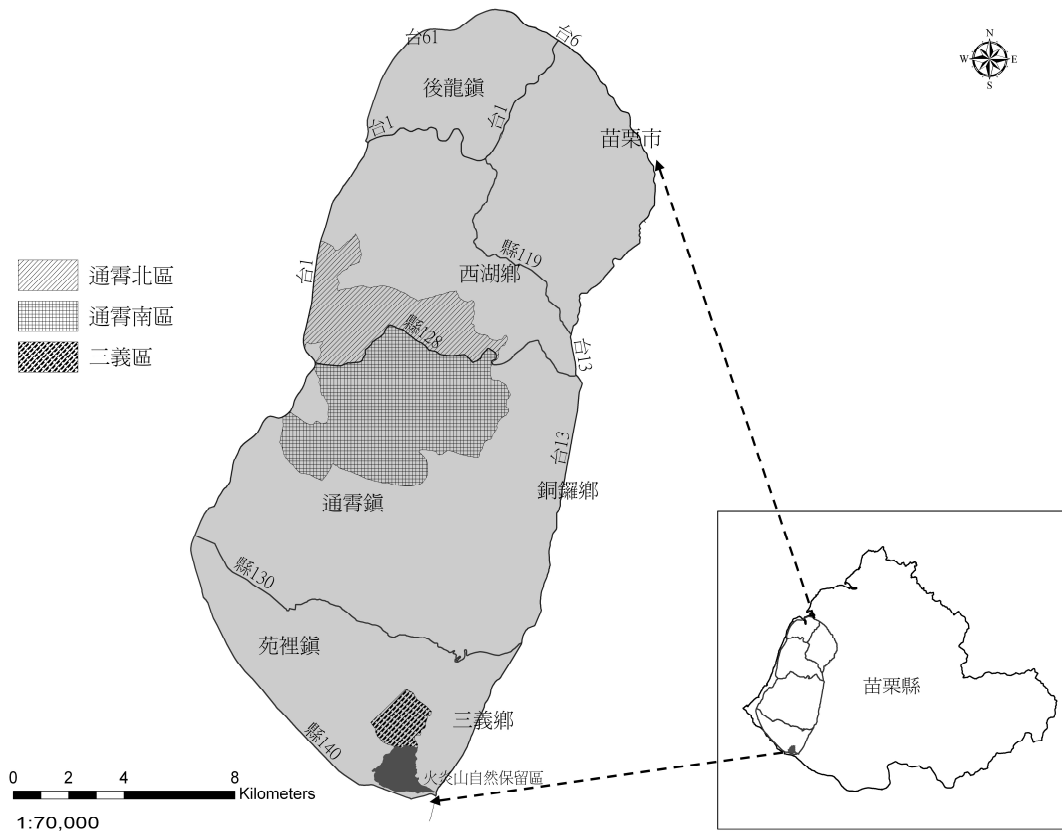 台61
台6
後龍鎮
台1
台1
苗栗市
N
W
E
S
縣119
西湖鄉
台1
通霄北區
通霄南區
三義區
縣128
台13
台13
銅鑼鄉
通霄鎮
縣130
苑裡鎮
三義鄉
縣140
火炎山自然保留區
苗栗縣
0 2 4 8
Kilometers
1:70,000